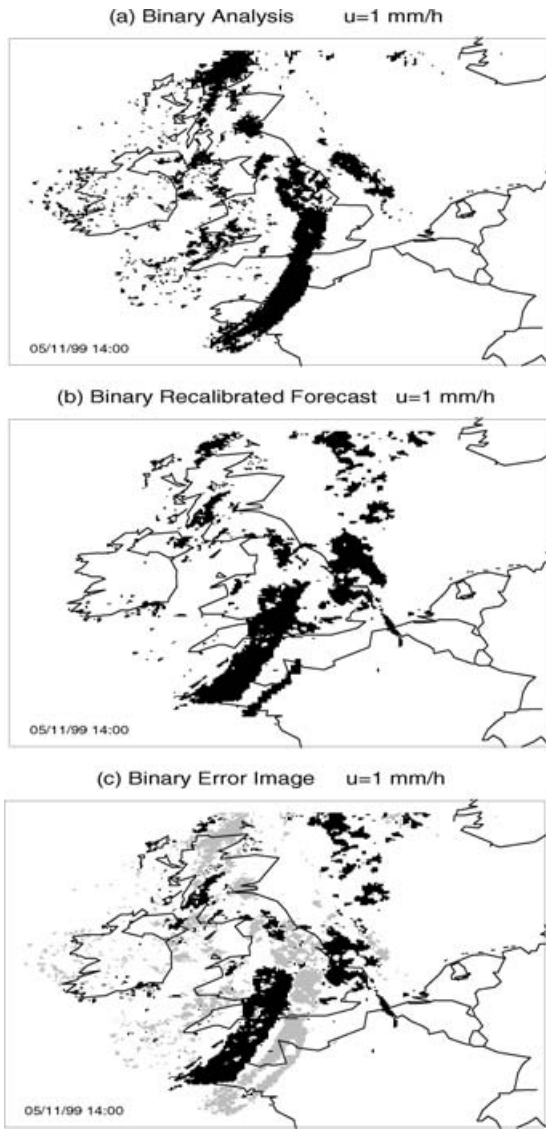 (a) Binary Analysis u=1 mm/h
05/11/99 14:00
(b) Binary Recalibrated Forecast u=1 mm/h
05/11/99 14:00
(c) Binary Error Image u=1 mm/h
05/11/99 14:00